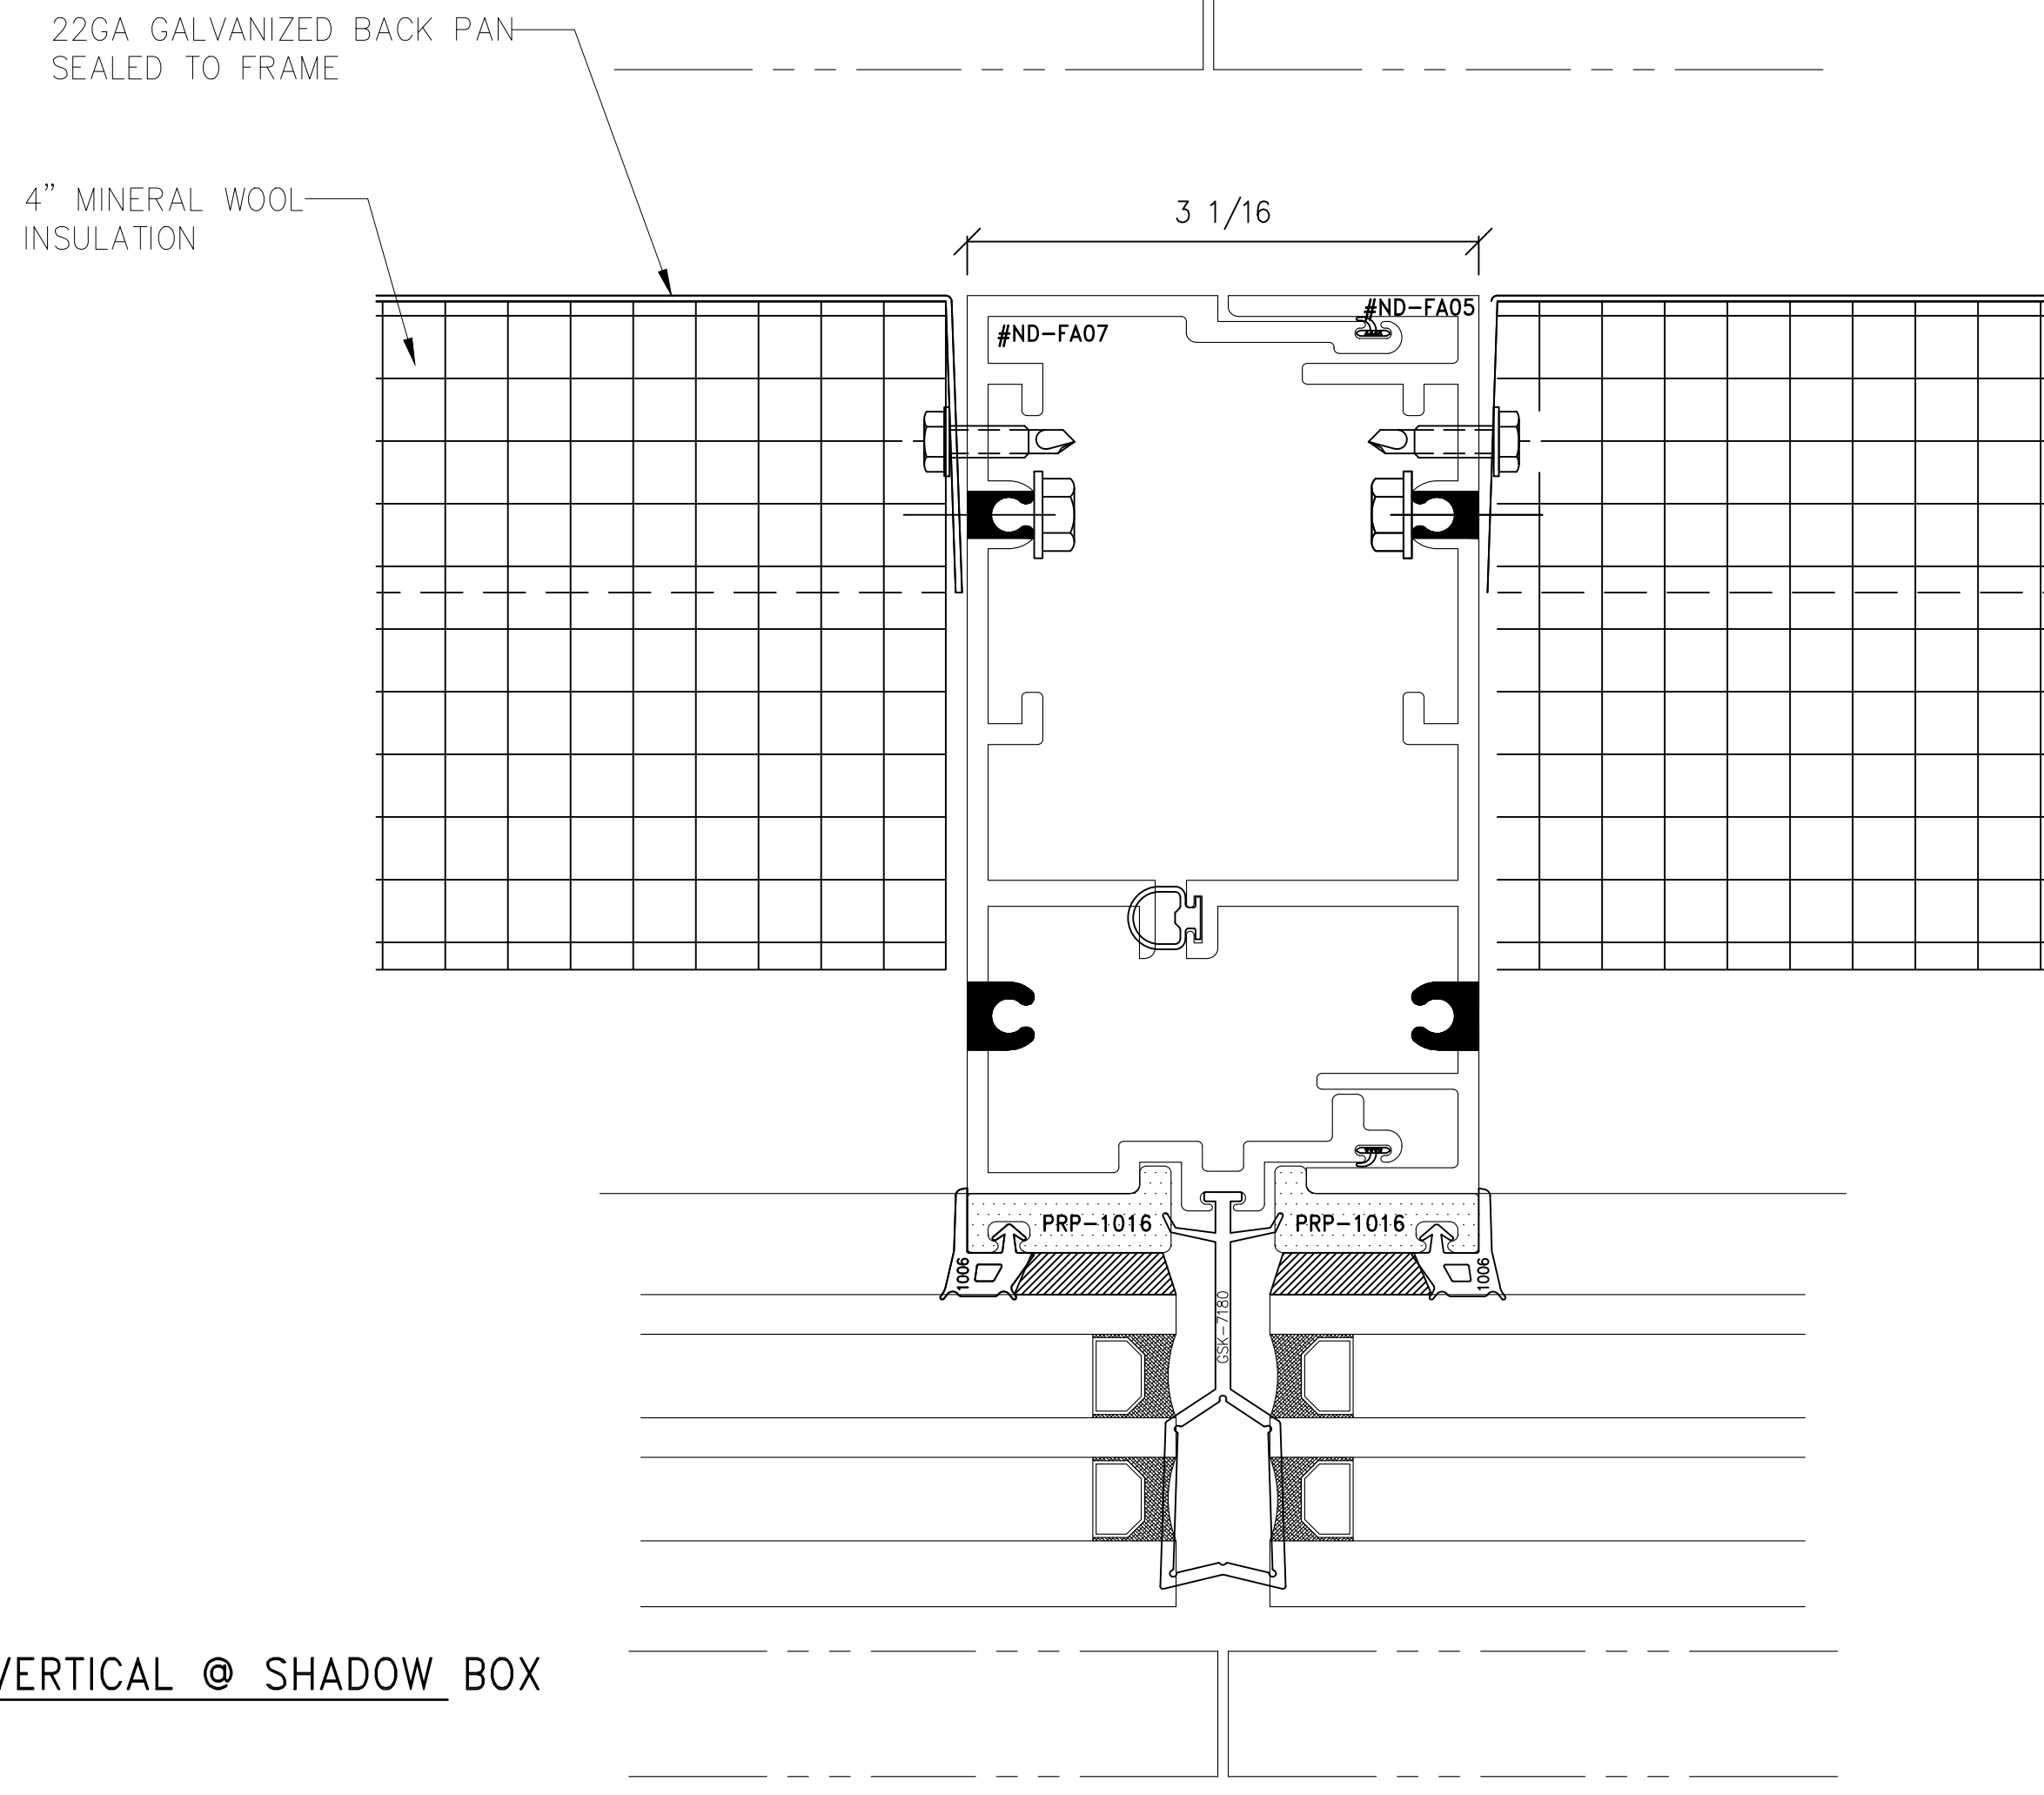 22GA GALVANIZED BACK PAN
SEALED TO FRAME
4" MINERAL WOOL
INSULATION
3 1/16
#ND-FA05
#ND-FA07
PRP-1016
PRP-1016
1006
1006
GSK-7180
VERTICAL @ SHADOW BOX